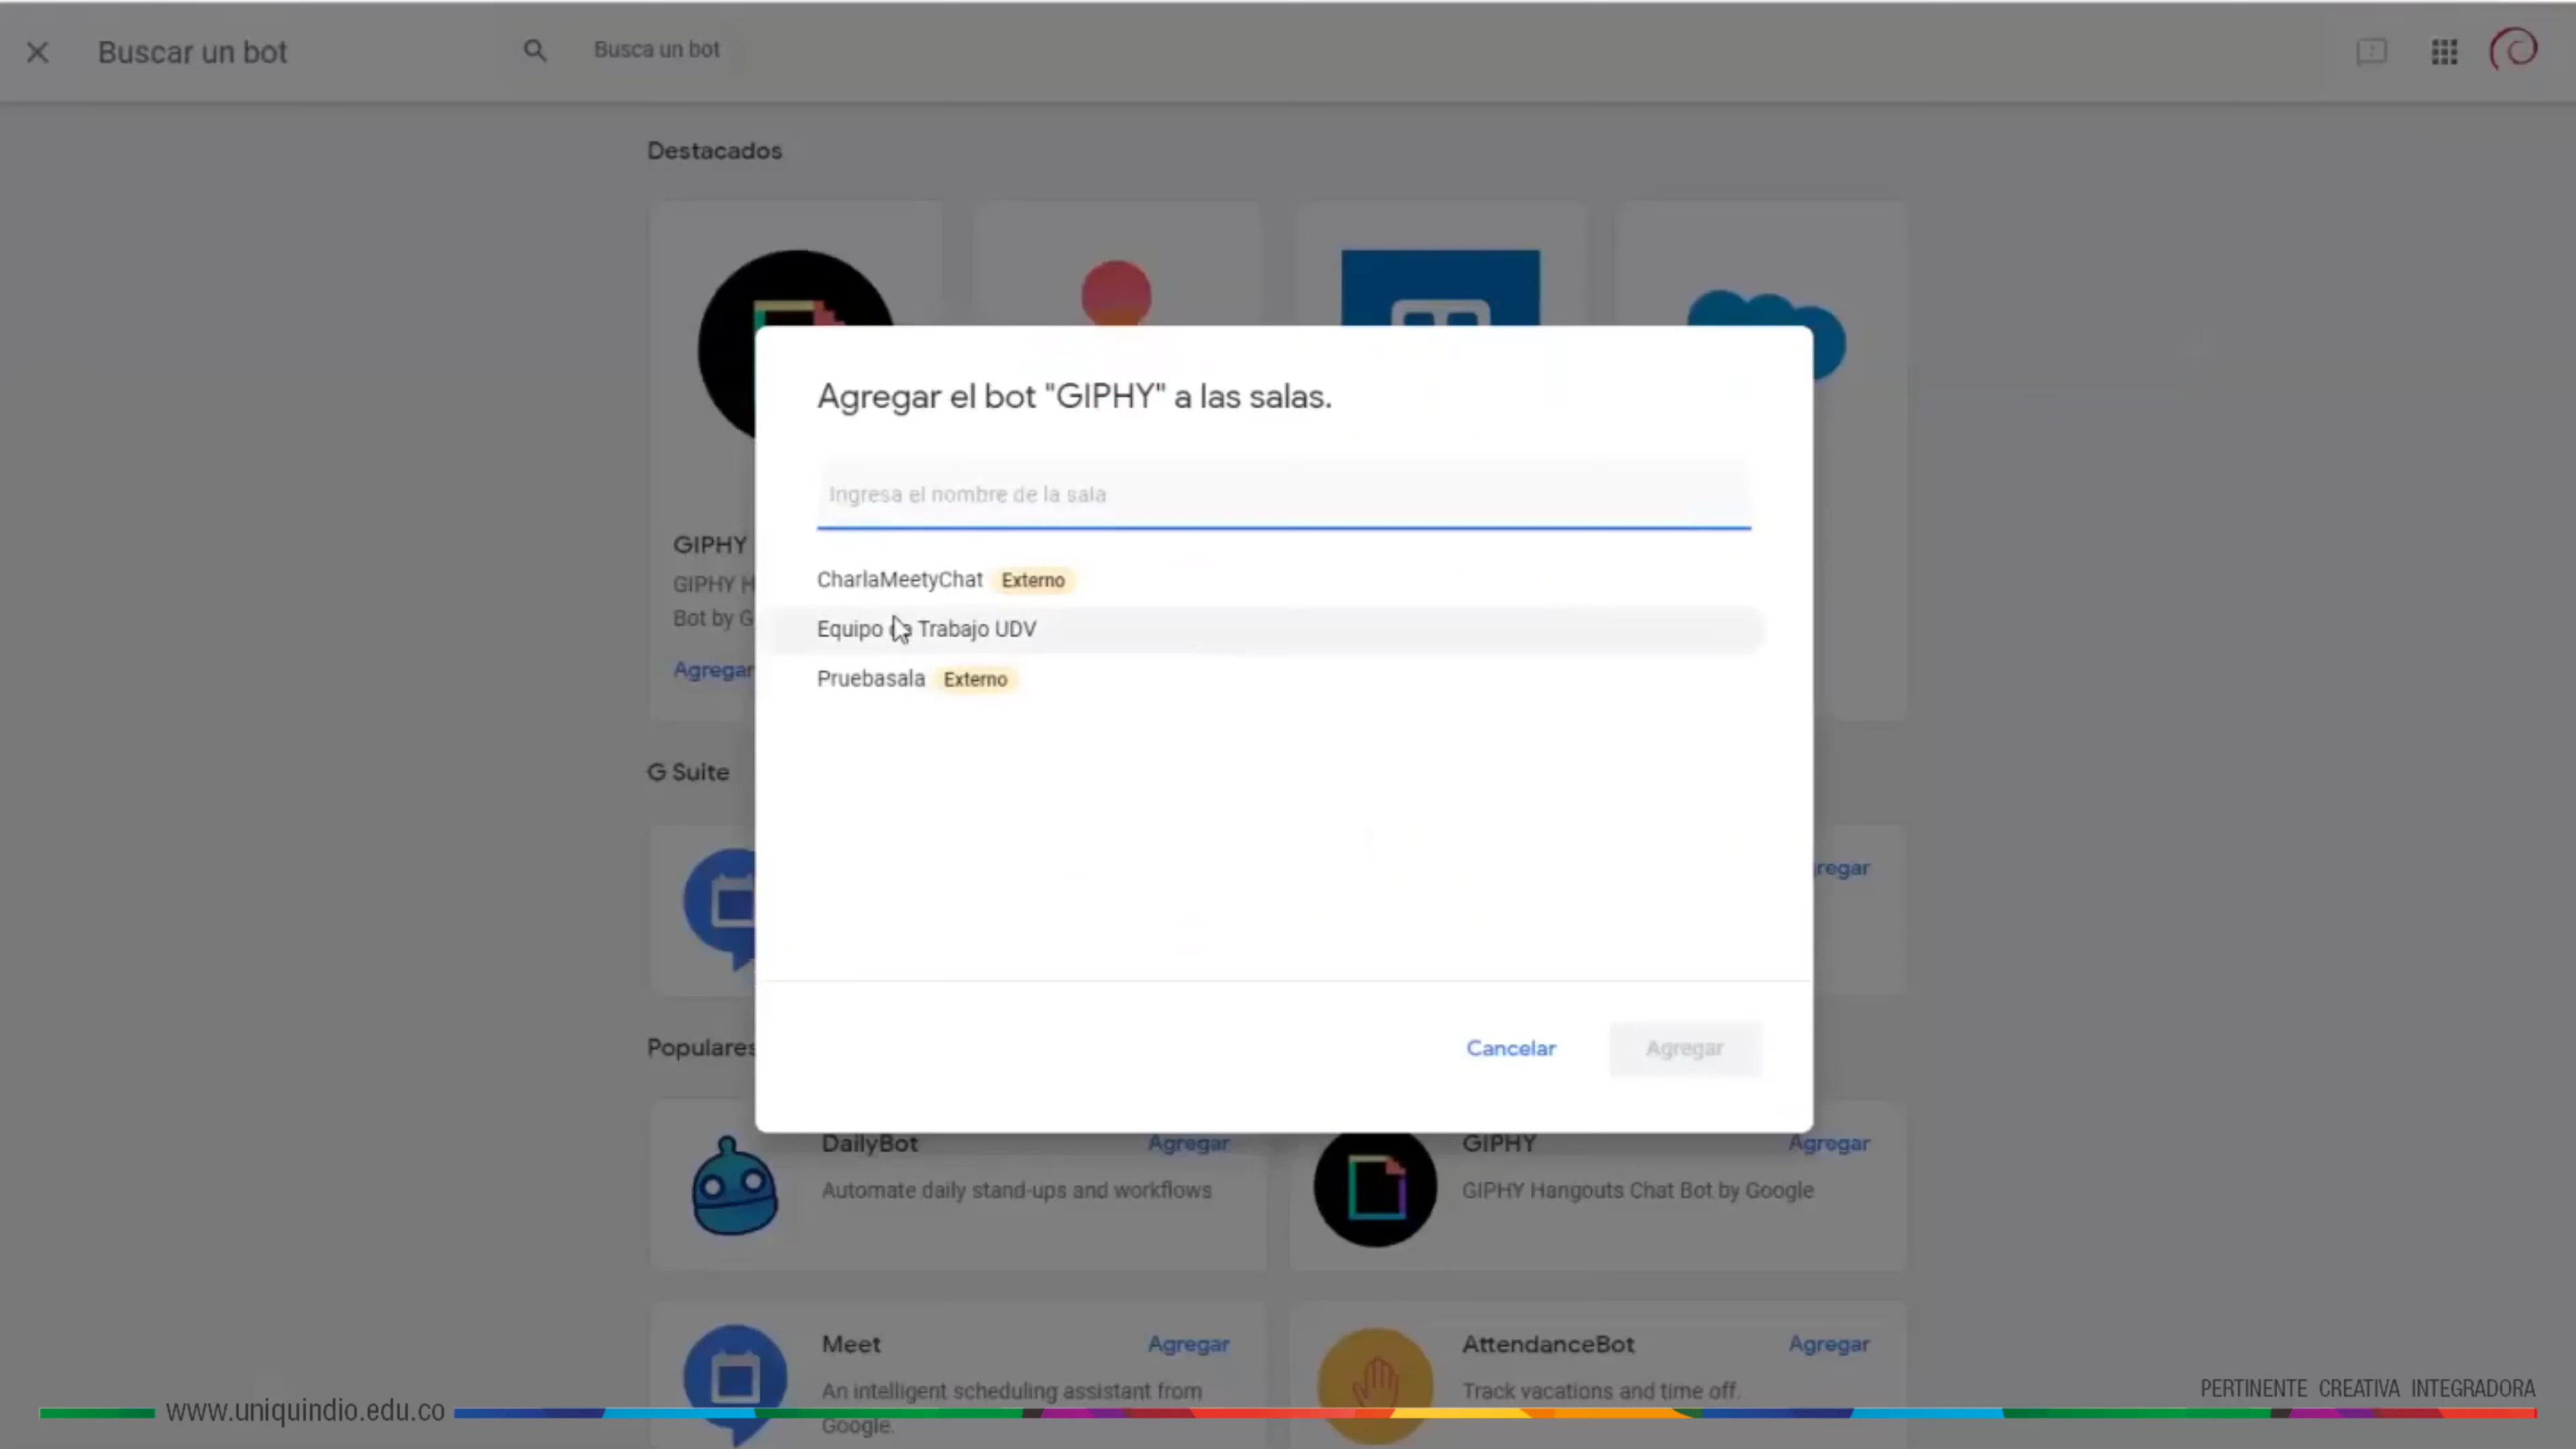 Buscar un bot
Busca un bot
Destacados
Agregar el bot "GIPHY" a las salas.
Ingresa el nombre de la sala
CharlaMeetyChat Externo
Equipo Trabajo UDV
Pruebasala Externo
Cancelar
Agregar
GIPHY
GIPHY
Bot by
Agregar
G Suite
Populares
DailyBot
Agregar
Automate daily stand-ups and workflows
GIPHY
Agregar
GIPHY Hangouts Chat Bot by Google
Meet
Agregar
An intelligent scheduling assistant from
Google.
AttendanceBot
Agregar
Track vacations and time off.
www.uniquindio.edu.co
PERTINENTE CREATIVA INTEGRADORA